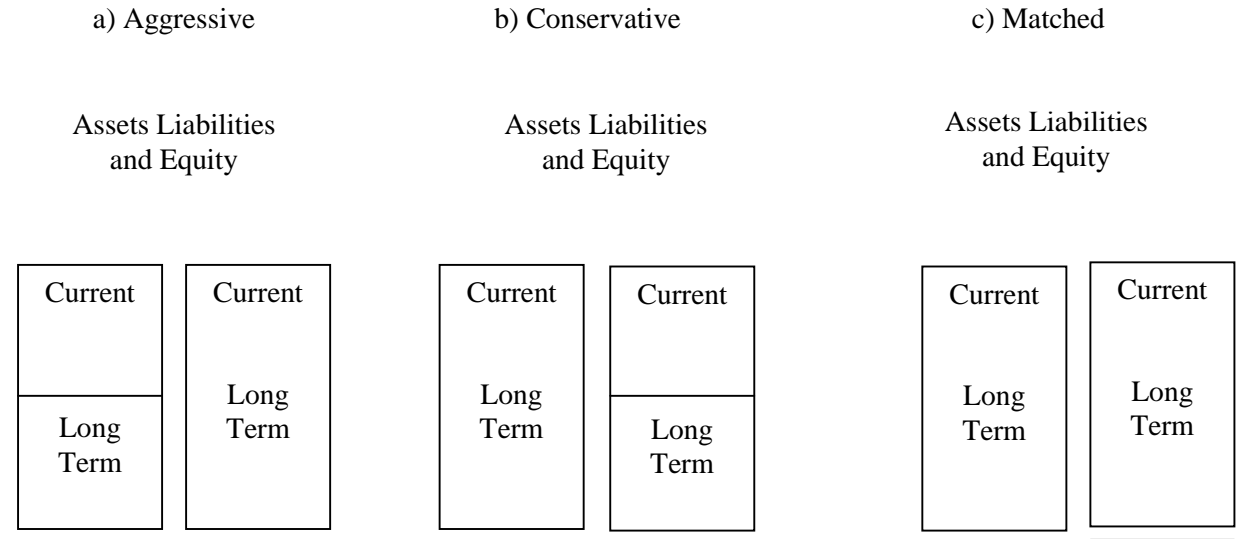 a) Aggressive
b) Conservative
c) Matched
Assets Liabilities
and Equity
Assets Liabilities
and Equity
Assets Liabilities
and Equity
Current
Long
Term
Current
Long
Term
Current
Long
Term
Current
Long
Term
Current
Long
Term
Current
Long
Term